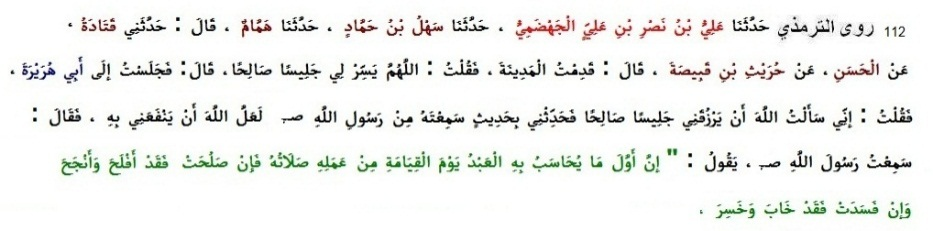 112 روى الترمذي حَدَّثَنَا عَلِيُّ بْنُ نَصْرِ بْنِ عَلِيٍّ الْجَهْضَمِيُّ ، حَدَّثَنَا سَهْلُ بْنُ حَمَّادٍ ، حَدَّثَنَا هَمَّامٌ ، قَالَ : حَدَّثَنِي قَتَادَةُ ،
عَنْ الْحَسَنِ ، عَنْ حُرَيْثِ بْنِ قَبِيصَةَ ، قَالَ : قَدِمْتُ الْمَدِينَةَ ، فَقُلْتُ : اللَّهُمَّ يَسِّرْ لِي جَلِيسًا صَالِحًا ، قَالَ : فَجَلَسْتُ إِلَى أَبِي هُرَيْرَةَ ،
فَقُلْتُ : إِنِّي سَأَلْتُ اللَّهَ أَنْ يَرْزُقَنِي جَلِيسًا صَالِحًا فَحَدِّثْنِي بِحَدِيثٍ سَمِعْتَهُ مِنْ رَسُولِ اللَّهِ صـ لَعَلَّ اللَّهَ أَنْ يَنْفَعَنِي بِهِ ، فَقَالَ :
سَمِعْتُ رَسُولَ اللَّهِ صـ ، يَقُولُ : " إِنَّ أَوَّلَ مَا يُحَاسَبُ بِهِ الْعَبْدُ يَوْمَ الْقِيَامَةِ مِنْ عَمَلِهِ صَلَاتُهُ فَإِنْ صَلُحَتْ فَقَدْ أَفْلَحَ وَأَنْجَحَ
وَإِنْ فَسَدَتْ فَقَدْ خَابَ وَخَسِرَ ،